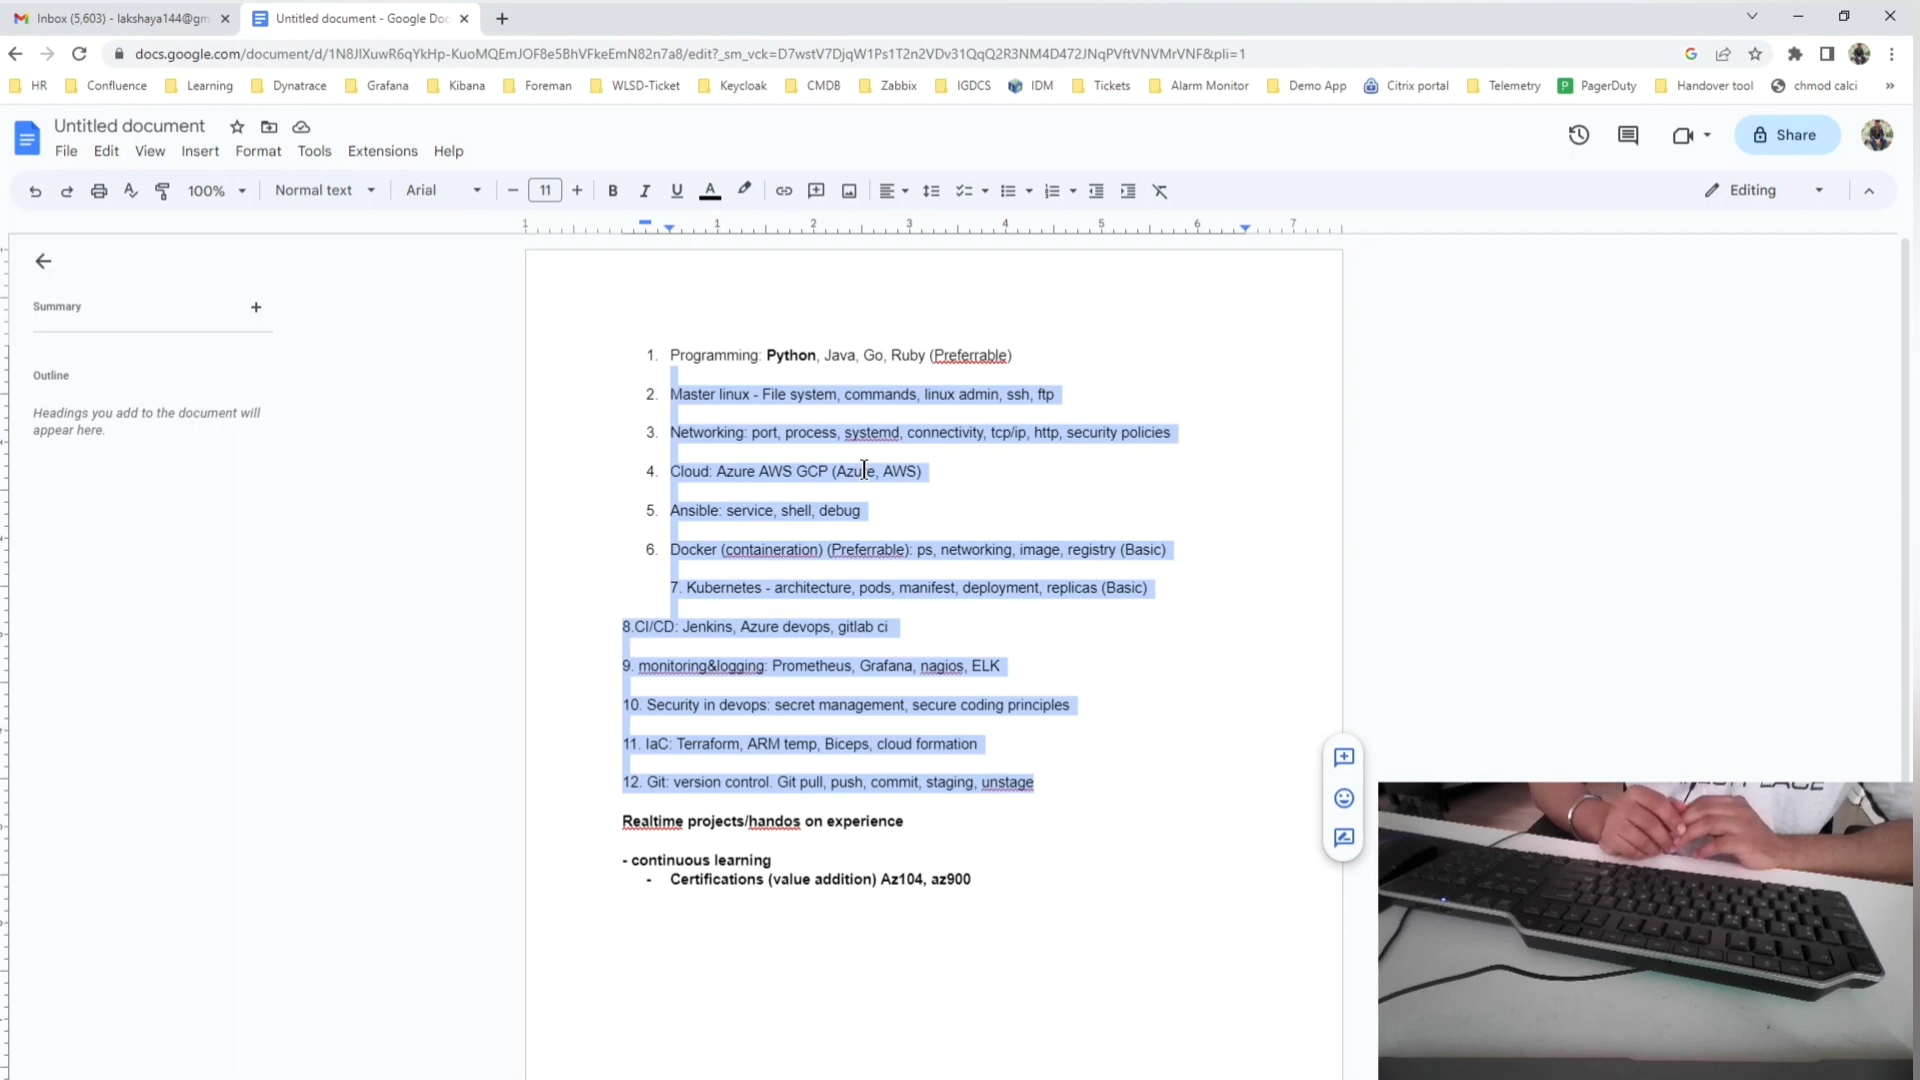 Inbox (5,603) - lakshaya144@gm
Untitled document - Google Doc
docs.google.com/document/d/1N8JlXuwR6qYkHp-KuoMQEmJOF8e5BhVFkeEmN82n7a8/edit?_sm_vck=D7wstV7DjqW1Ps1T2n2VDv31QqQ2R3NM4D472JNqPVftVNVMrVNF&pli=1
HR Confluence Learning Dynatrace Grafana Kibana Foreman WLSD-Ticket Keycloak CMDB Zabbix IGDCS IDM Tickets Alarm Monitor Demo App Citrix portal Telemetry PagerDuty Handover tool chmod calci »
Untitled document
Share
File Edit View Insert Format Tools Extensions Help
100% Normal text Arial 11 B I U A Editing
1 1 2 3 4 5 6 7
Summary
Outline
Headings you add to the document will
appear here.
1. Programming: Python, Java, Go, Ruby (Preferrable)
2. Master linux - File system, commands, linux admin, ssh, ftp
3. Networking: port, process, systemd, connectivity, tcp/ip, http, security policies
4. Cloud: Azure AWS GCP (Azure, AWS)
5. Ansible: service, shell, debug
6. Docker (containeration) (Preferrable): ps, networking, image, registry (Basic)
7. Kubernetes - architecture, pods, manifest, deployment, replicas (Basic)
8.CI/CD: Jenkins, Azure devops, gitlab ci
9. monitoring&logging: Prometheus, Grafana, nagios, ELK
10. Security in devops: secret management, secure coding principles
11. IaC: Terraform, ARM temp, Biceps, cloud formation
12. Git: version control. Git pull, push, commit, staging, unstage
Realtime projects/handos on experience
- continuous learning
- Certifications (value addition) Az104, az900